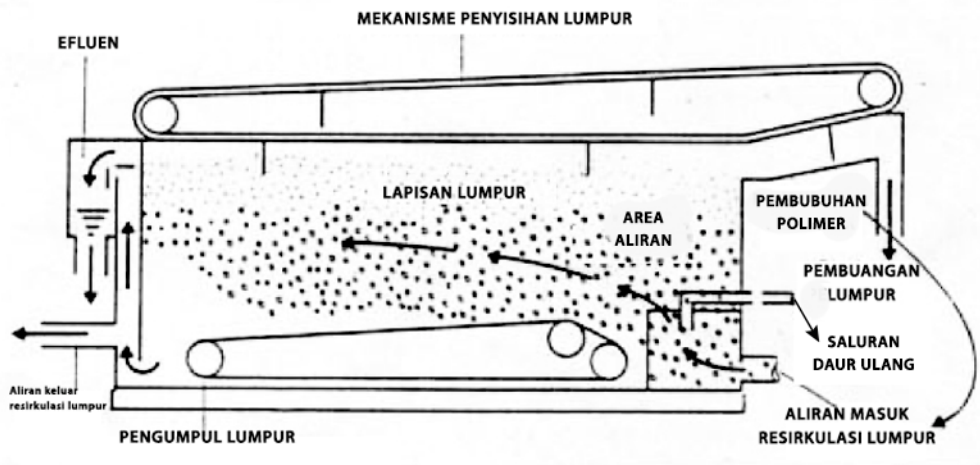 MEKANISME PENYISIHAN LUMPUR
EFLUEN
LAPISAN LUMPUR
AREA
ALIRAN
PEMBUBUHAN
POLIMER
PEMBUANGAN
LUMPUR
SALURAN
DAUR ULANG
Aliran keluar
resirkulasi lumpur
ALIRAN MASUK
RESIRKULASI LUMPUR
PENGUMPUL LUMPUR